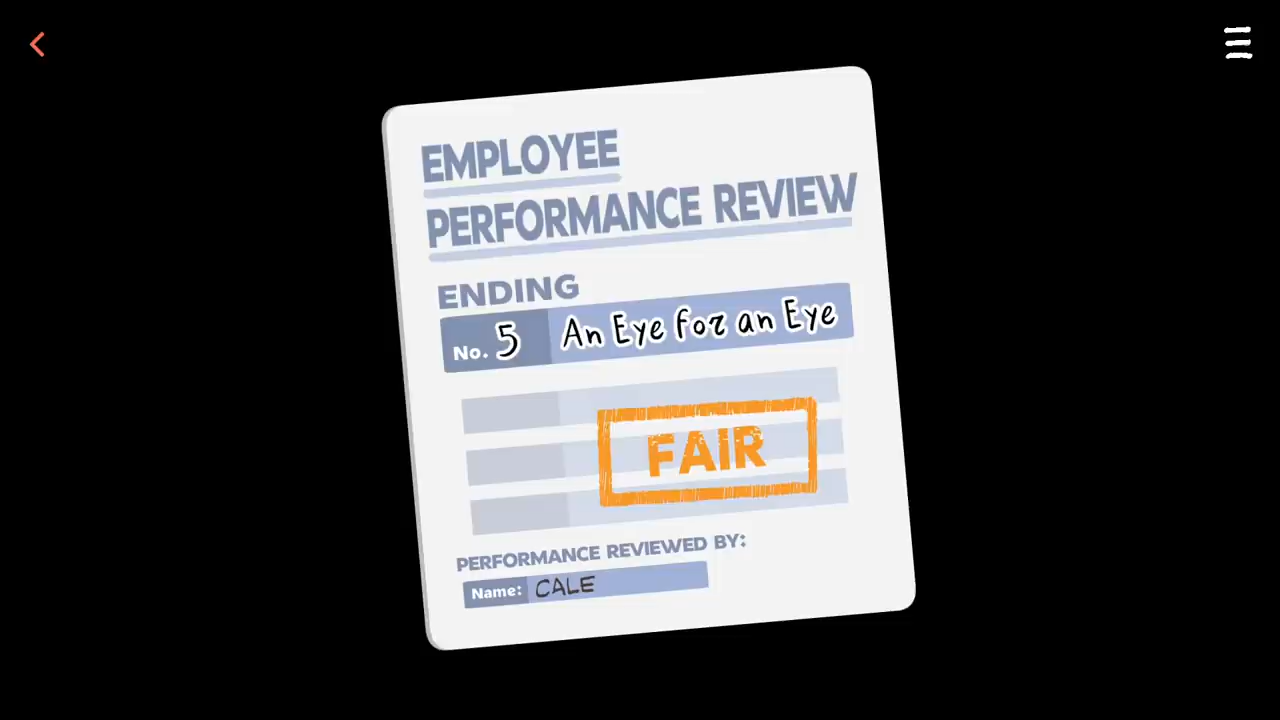 EMPLOYEE
PERFORMANCE REVIEW
ENDING
No. 5 An Eye for an Eye
FAIR
PERFORMANCE REVIEWED BY:
Name: CALE